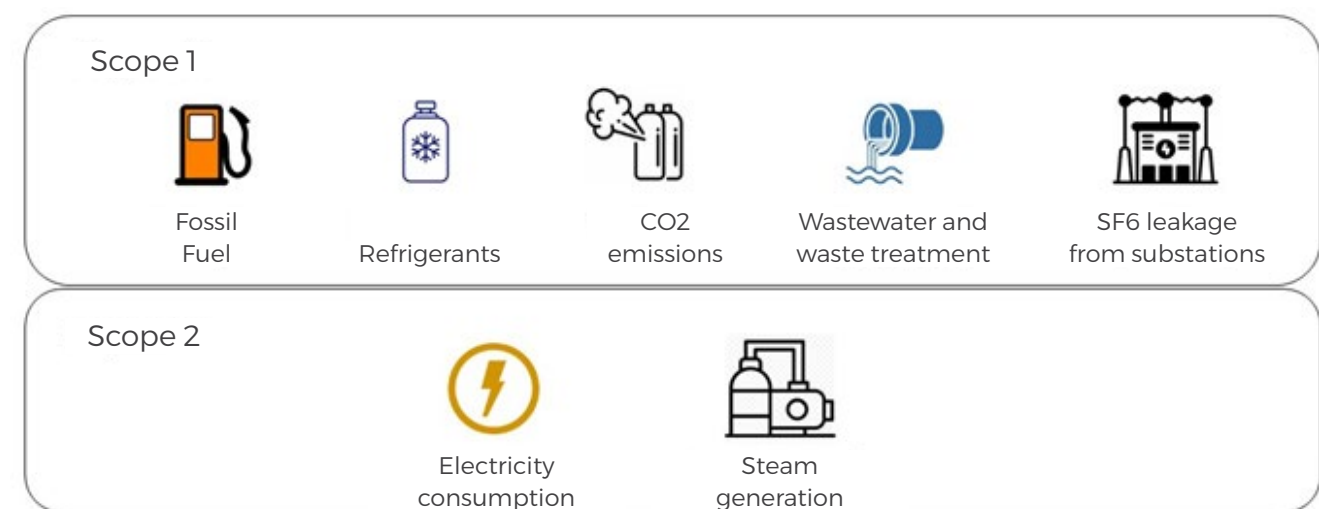 Scope 1
Fossil
Fuel
Refrigerants
CO2
emissions
Wastewater and
waste treatment
SF6 leakage
from substations
Scope 2
Electricity
consumption
Steam
generation